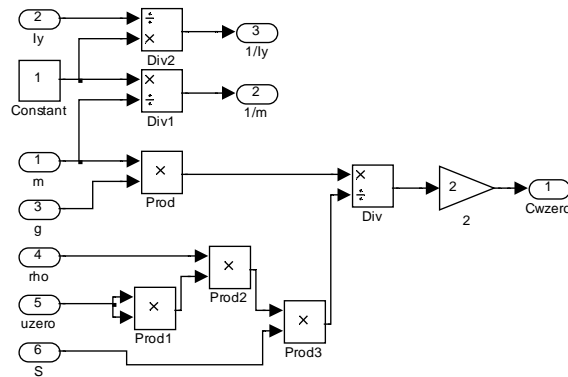 2
Iy
÷
×
Div2
3
1/Iy
1
Constant
×
÷
Div1
2
1/m
1
m
×
Prod
3
g
×
÷
Div
2
2
1
Cwzero
4
rho
×
Prod2
5
uzero
×
Prod1
×
Prod3
6
S